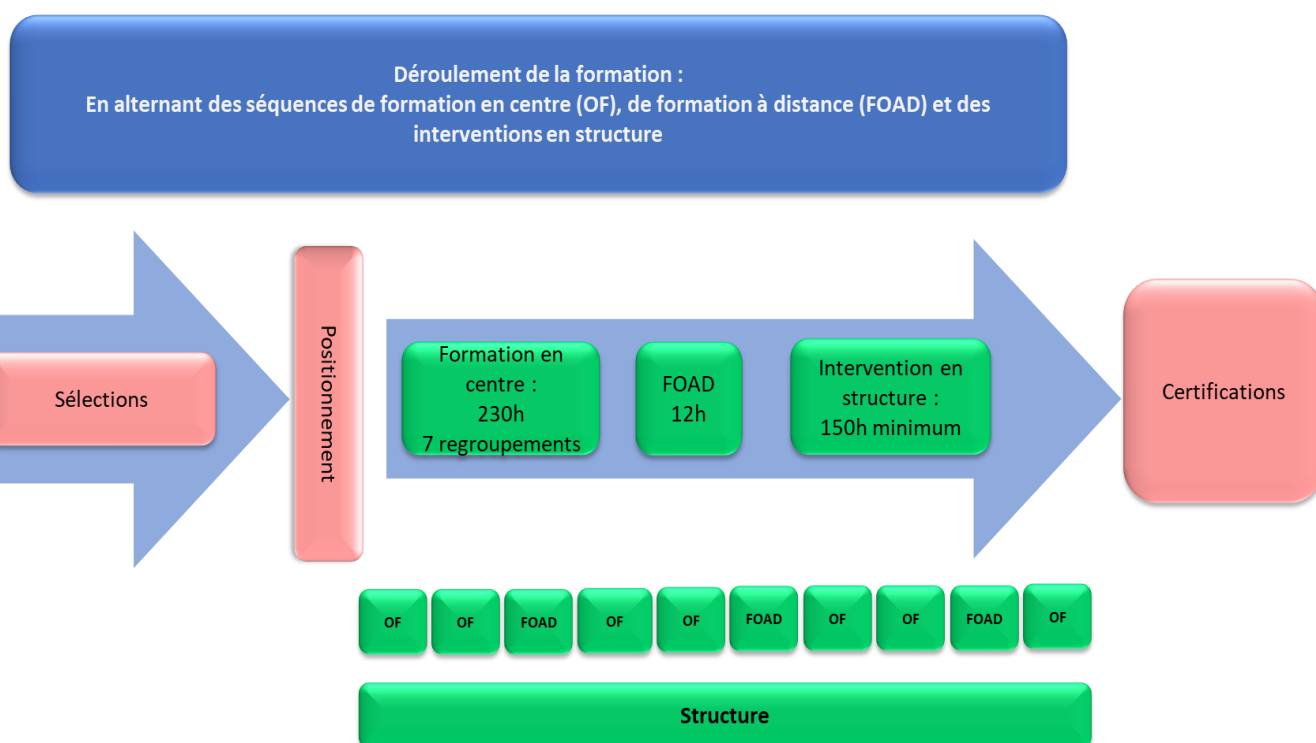 Déroulement de la formation :
En alternant des séquences de formation en centre (OF), de formation à distance (FOAD) et des
interventions en structure
Sélections
Positionnement
Formation en
centre :
230h
7 regroupements
FOAD
12h
Intervention en
structure :
150h minimum
Certifications
OF
OF
FOAD
OF
OF
FOAD
OF
OF
FOAD
OF
Structure